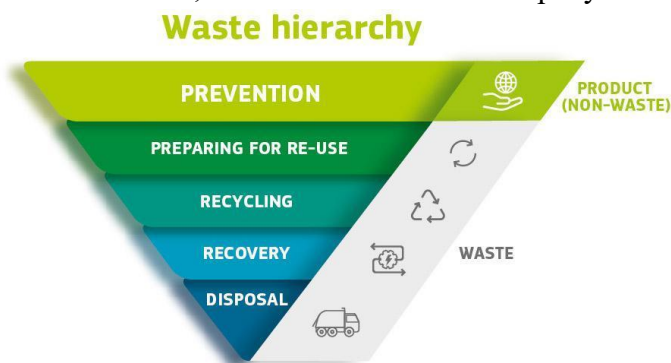 Waste hierarchy
PREVENTION
PRODUCT
(NON-WASTE)
PREPARING FOR RE-USE
RECYCLING
RECOVERY
WASTE
DISPOSAL